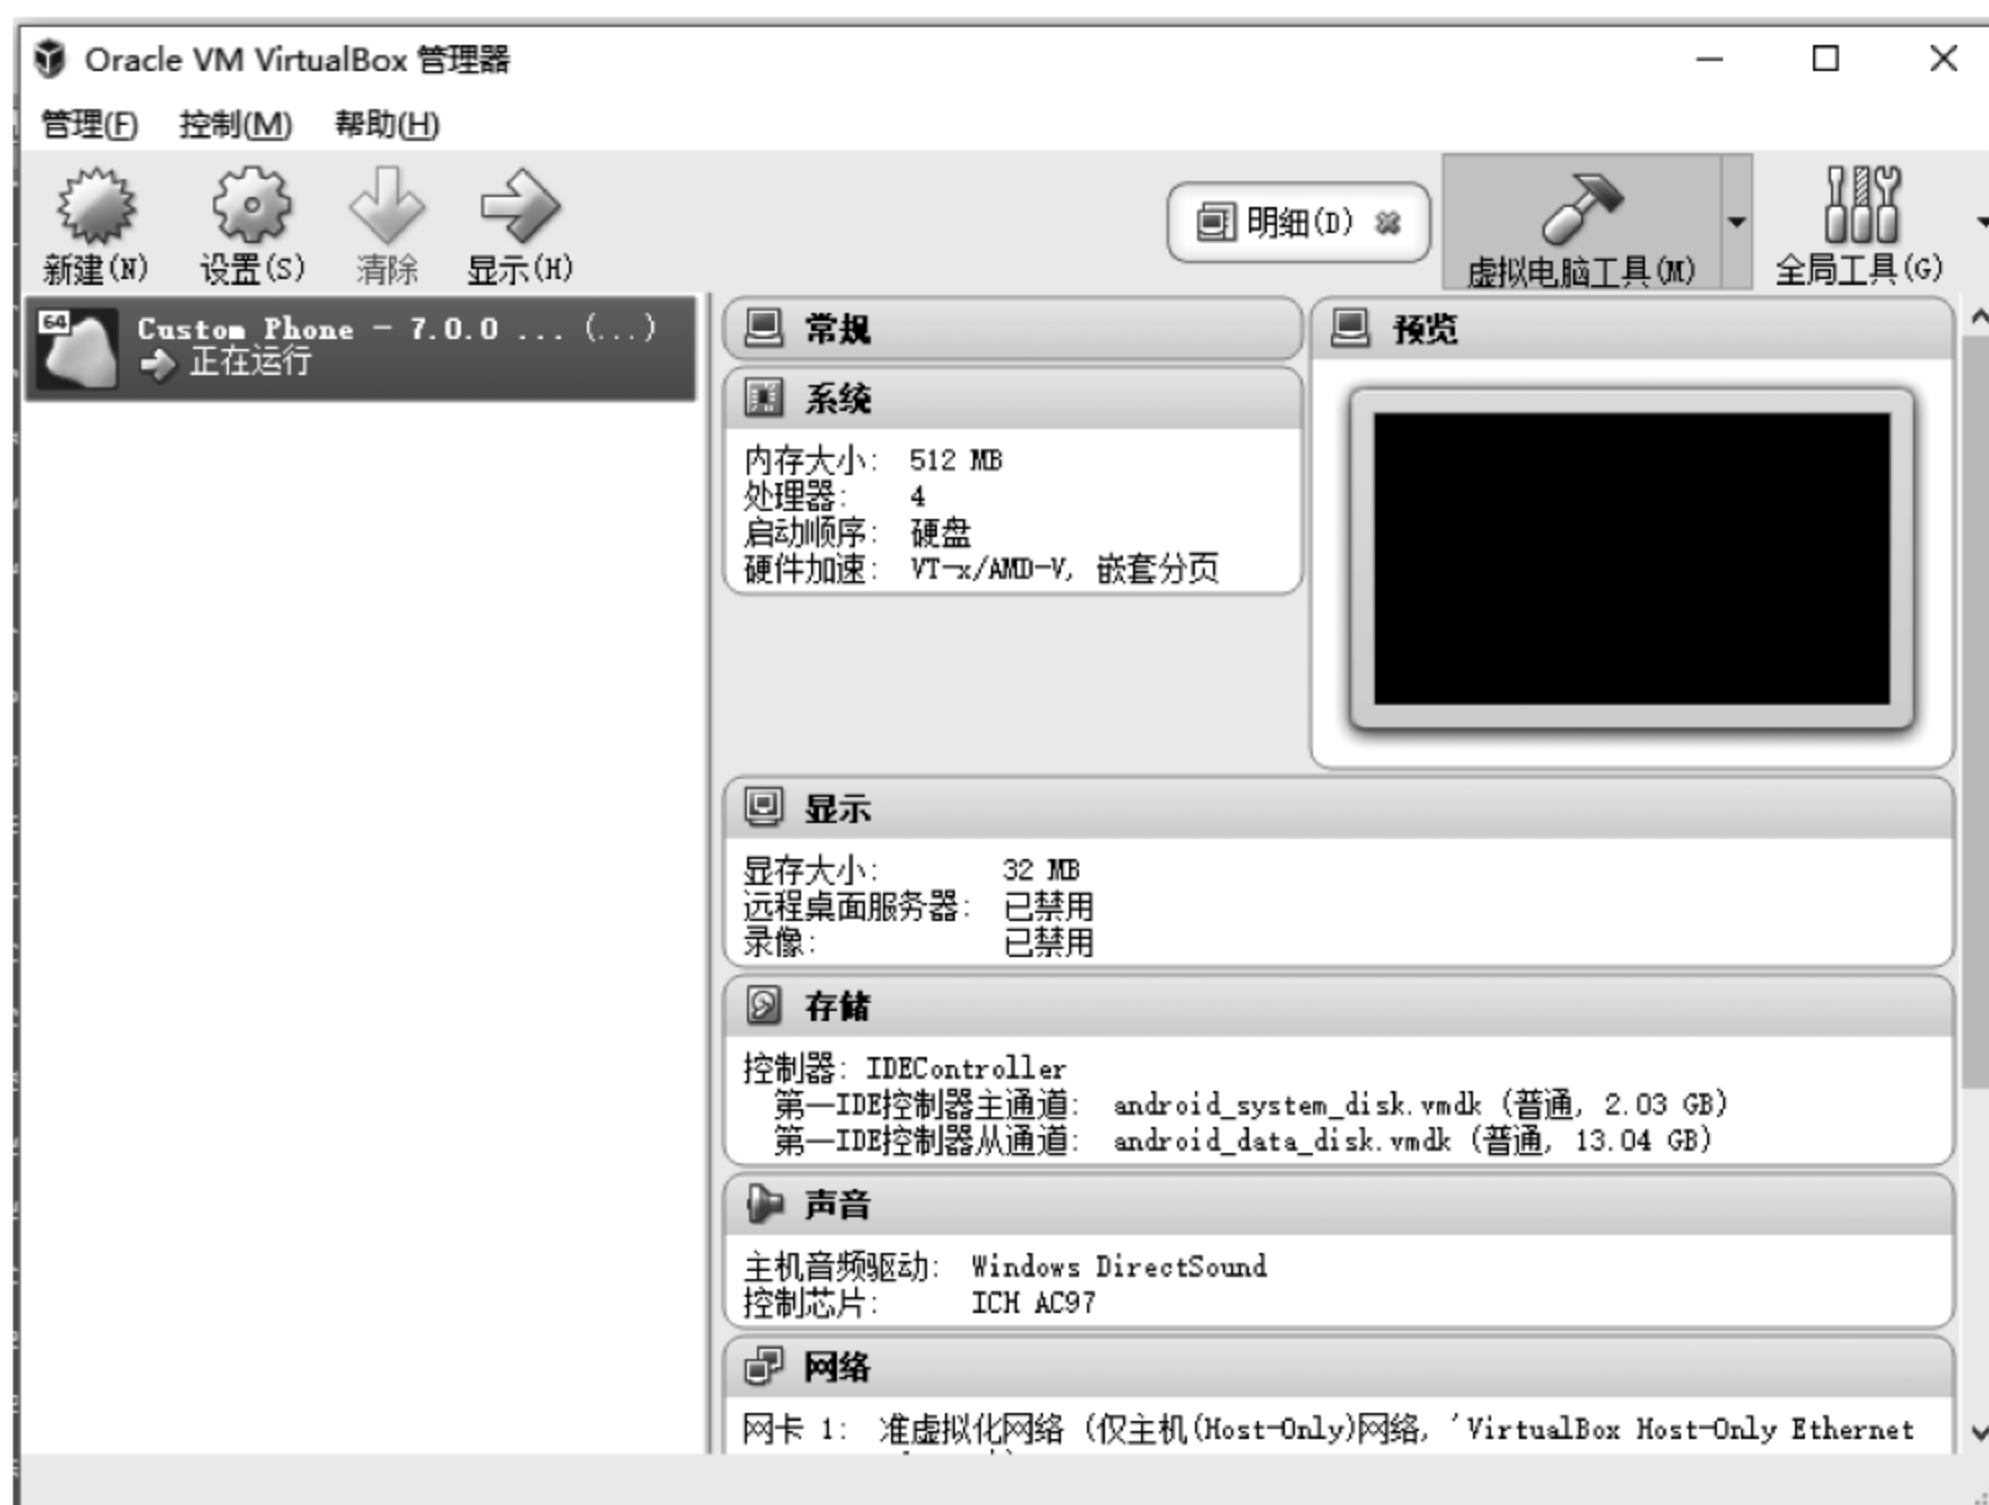 Oracle VM VirtualBox 管理器
管理(F) 控制(M) 帮助(H)
新建(N) 设置(S) 清除 显示(H) 明细(D) 虚拟电脑工具(M) 全局工具(G)
64
Custom Phone - 7.0.0 ... (...)
正在运行
常规
系统
内存大小: 512 MB
处理器: 4
启动顺序: 硬盘
硬件加速: VT-x/AMD-V, 嵌套分页
预览
显示
显存大小: 32 MB
远程桌面服务器: 已禁用
录像: 已禁用
存储
控制器: IDEController
第一IDE控制器主通道: android_system_disk.vmdk (普通, 2.03 GB)
第一IDE控制器从通道: android_data_disk.vmdk (普通, 13.04 GB)
声音
主机音频驱动: Windows DirectSound
控制芯片: ICH AC97
网络
网卡 1: 准虚拟化网络 (仅主机(Host-Only)网络, 'VirtualBox Host-Only Ethernet